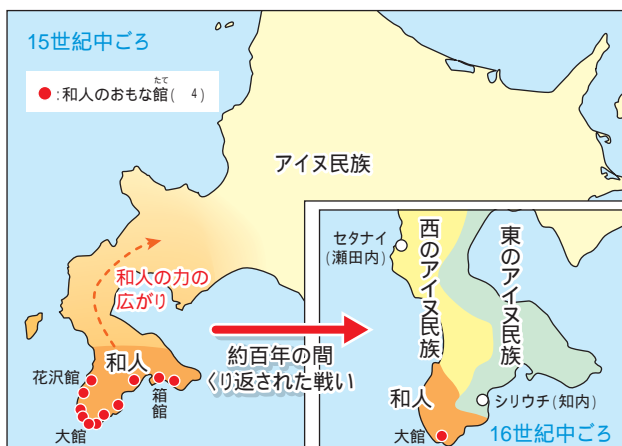 15世紀中ごろ
たて
●:和人のおもな館( 4)
アイヌ民族
和人の力の
広がり
和人
花沢館
箱館
大館
約百年の間
くり返された戦い
セタナイ
(瀬田内)
西のアイヌ民族
東のアイヌ民族
和人
シリウチ(知内)
大館
16世紀中ごろ